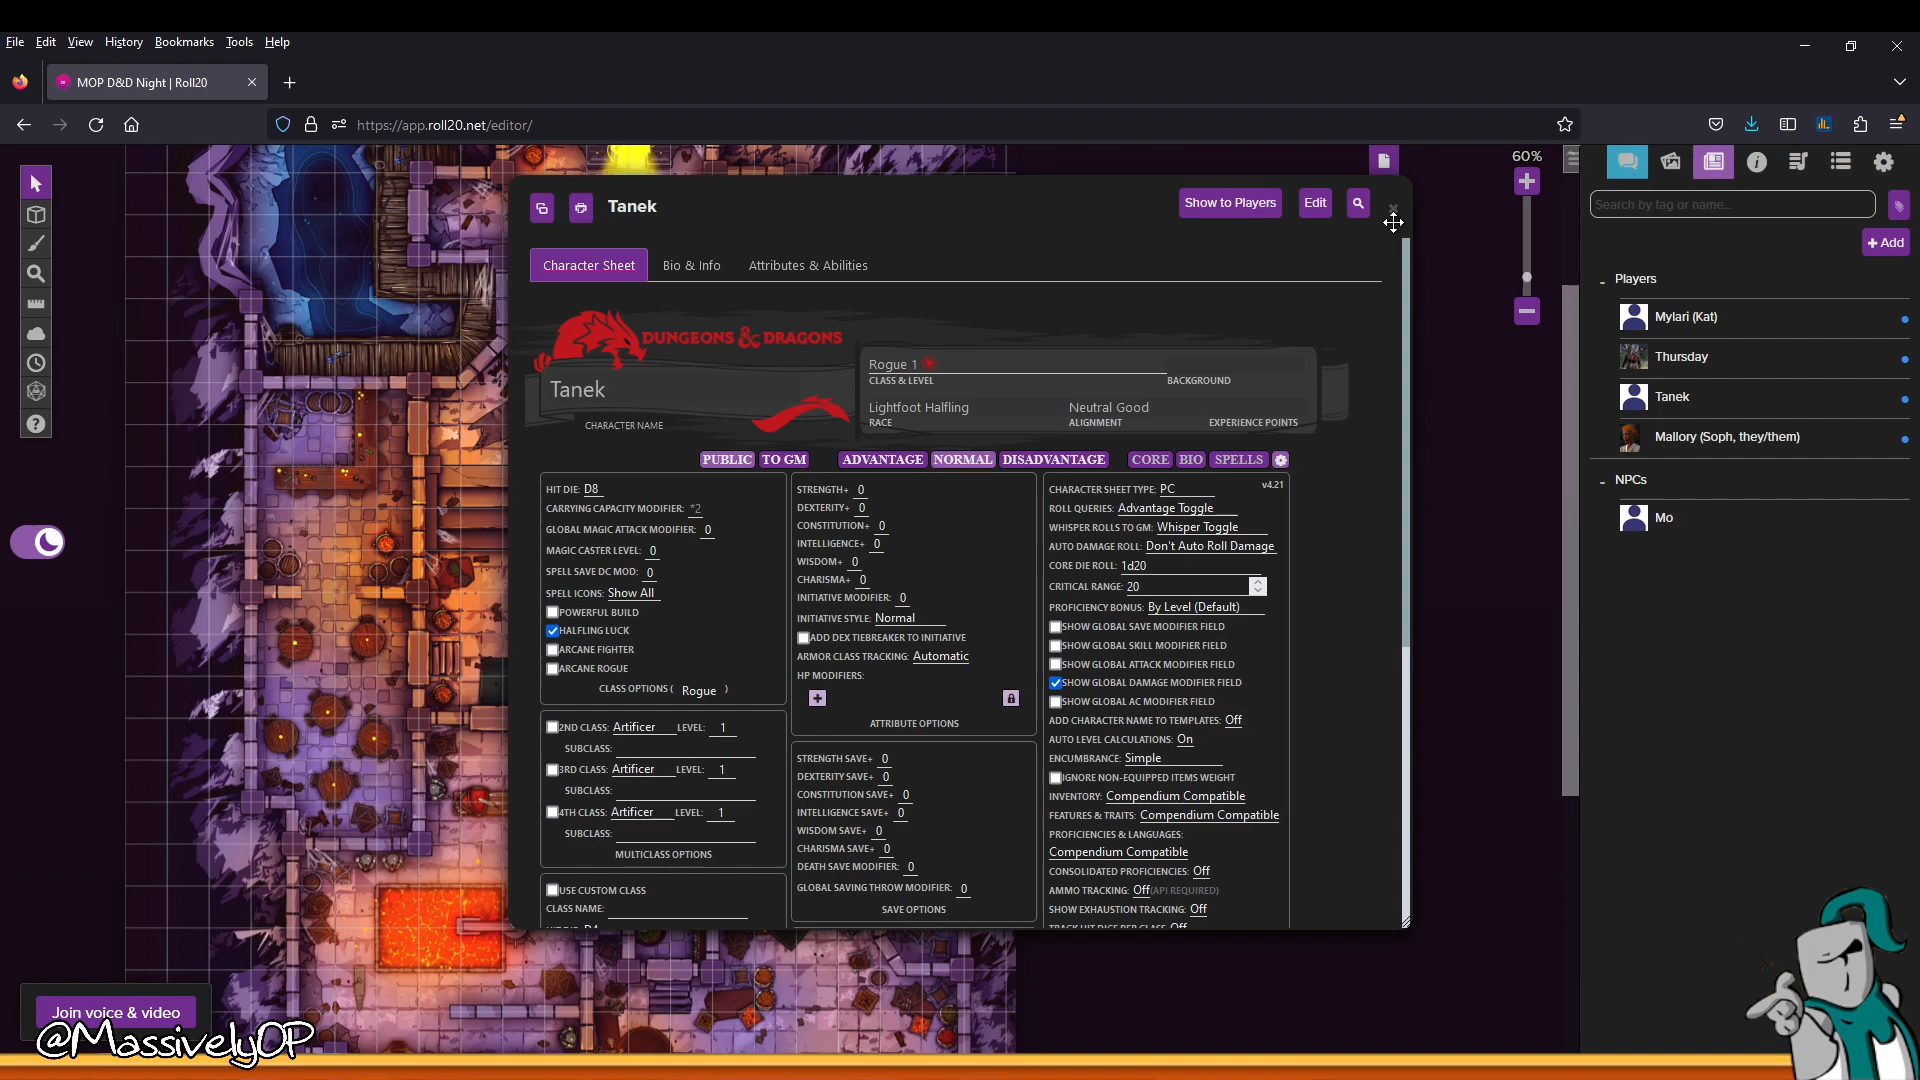 File Edit View History Bookmarks Tools Help
MOP D&D Night | Roll20
https://app.roll20.net/editor/
60%
Tanek
Show to Players
Edit
Search by tag or name...
+ Add
Character Sheet
Bio & Info
Attributes & Abilities
Players
Mylari (Kat)
Thursday
Tanek
Mallory (Soph, they/them)
NPCs
Mo
DUNGEONS & DRAGONS
Tanek
CHARACTER NAME
Rogue 1
CLASS & LEVEL
BACKGROUND
Lightfoot Halfling
RACE
Neutral Good
ALIGNMENT
EXPERIENCE POINTS
PUBLIC TO GM
ADVANTAGE NORMAL DISADVANTAGE
CORE BIO SPELLS
HIT DIE: D8
CARRYING CAPACITY MODIFIER: *2
GLOBAL MAGIC ATTACK MODIFIER: 0
MAGIC CASTER LEVEL: 0
SPELL SAVE DC MOD: 0
SPELL ICONS: Show All
POWERFUL BUILD
HALFLING LUCK
ARCANE FIGHTER
ARCANE ROGUE
CLASS OPTIONS ( Rogue )
2ND CLASS: Artificer LEVEL: 1
SUBCLASS:
3RD CLASS: Artificer LEVEL: 1
SUBCLASS:
4TH CLASS: Artificer LEVEL: 1
SUBCLASS:
MULTICLASS OPTIONS
USE CUSTOM CLASS
CLASS NAME:
HIT DIE: D4
STRENGTH+ 0
DEXTERITY+ 0
CONSTITUTION+ 0
INTELLIGENCE+ 0
WISDOM+ 0
CHARISMA+ 0
INITIATIVE MODIFIER: 0
INITIATIVE STYLE: Normal
ADD DEX TIEBREAKER TO INITIATIVE
ARMOR CLASS TRACKING: Automatic
HP MODIFIERS:
ATTRIBUTE OPTIONS
STRENGTH SAVE+ 0
DEXTERITY SAVE+ 0
CONSTITUTION SAVE+ 0
INTELLIGENCE SAVE+ 0
WISDOM SAVE+ 0
CHARISMA SAVE+ 0
DEATH SAVE MODIFIER: 0
GLOBAL SAVING THROW MODIFIER: 0
SAVE OPTIONS
CHARACTER SHEET TYPE: PC
v4.21
ROLL QUERIES: Advantage Toggle
WHISPER ROLLS TO GM: Whisper Toggle
AUTO DAMAGE ROLL: Don't Auto Roll Damage
CORE DIE ROLL: 1d20
CRITICAL RANGE: 20
PROFICIENCY BONUS: By Level (Default)
SHOW GLOBAL SAVE MODIFIER FIELD
SHOW GLOBAL SKILL MODIFIER FIELD
SHOW GLOBAL ATTACK MODIFIER FIELD
SHOW GLOBAL DAMAGE MODIFIER FIELD
SHOW GLOBAL AC MODIFIER FIELD
ADD CHARACTER NAME TO TEMPLATES: Off
AUTO LEVEL CALCULATIONS: On
ENCUMBRANCE: Simple
IGNORE NON-EQUIPPED ITEMS WEIGHT
INVENTORY: Compendium Compatible
FEATURES & TRAITS: Compendium Compatible
PROFICIENCIES & LANGUAGES:
Compendium Compatible
CONSOLIDATED PROFICIENCIES: Off
AMMO TRACKING: Off (API REQUIRED)
SHOW EXHAUSTION TRACKING: Off
TRACK HIT DICE PER CLASS: Off
Join voice & video
@MassivelyOP